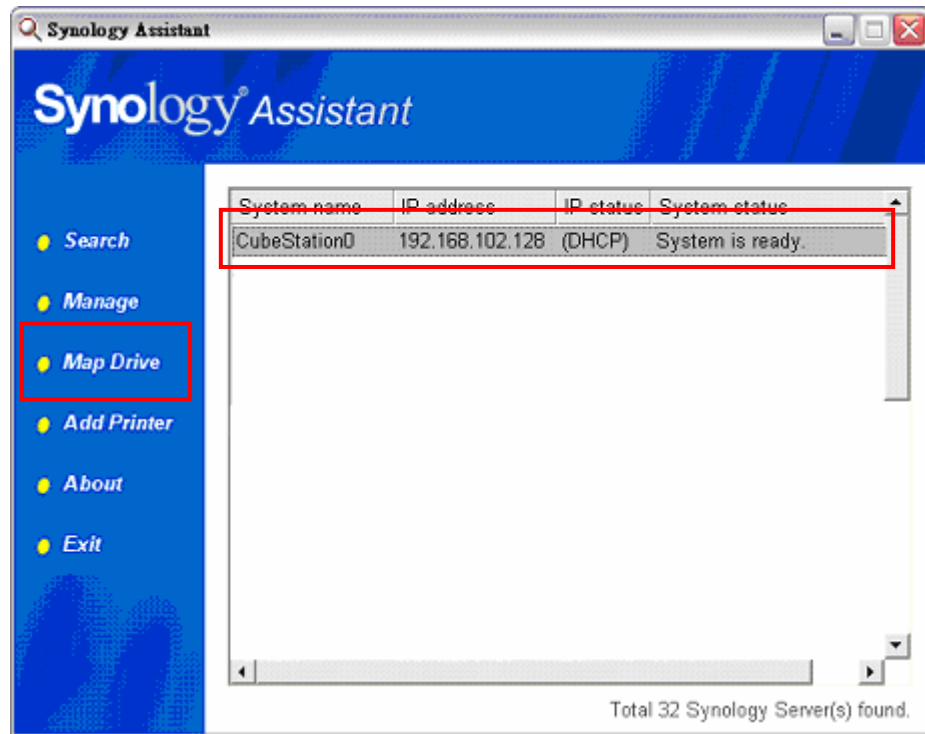 Synology Assistant
Synology® Assistant
System name IP address IP status System status
Search
CubeStation0 192.168.102.128 (DHCP) System is ready.
Manage
Map Drive
Add Printer
About
Exit
Total 32 Synology Server(s) found.